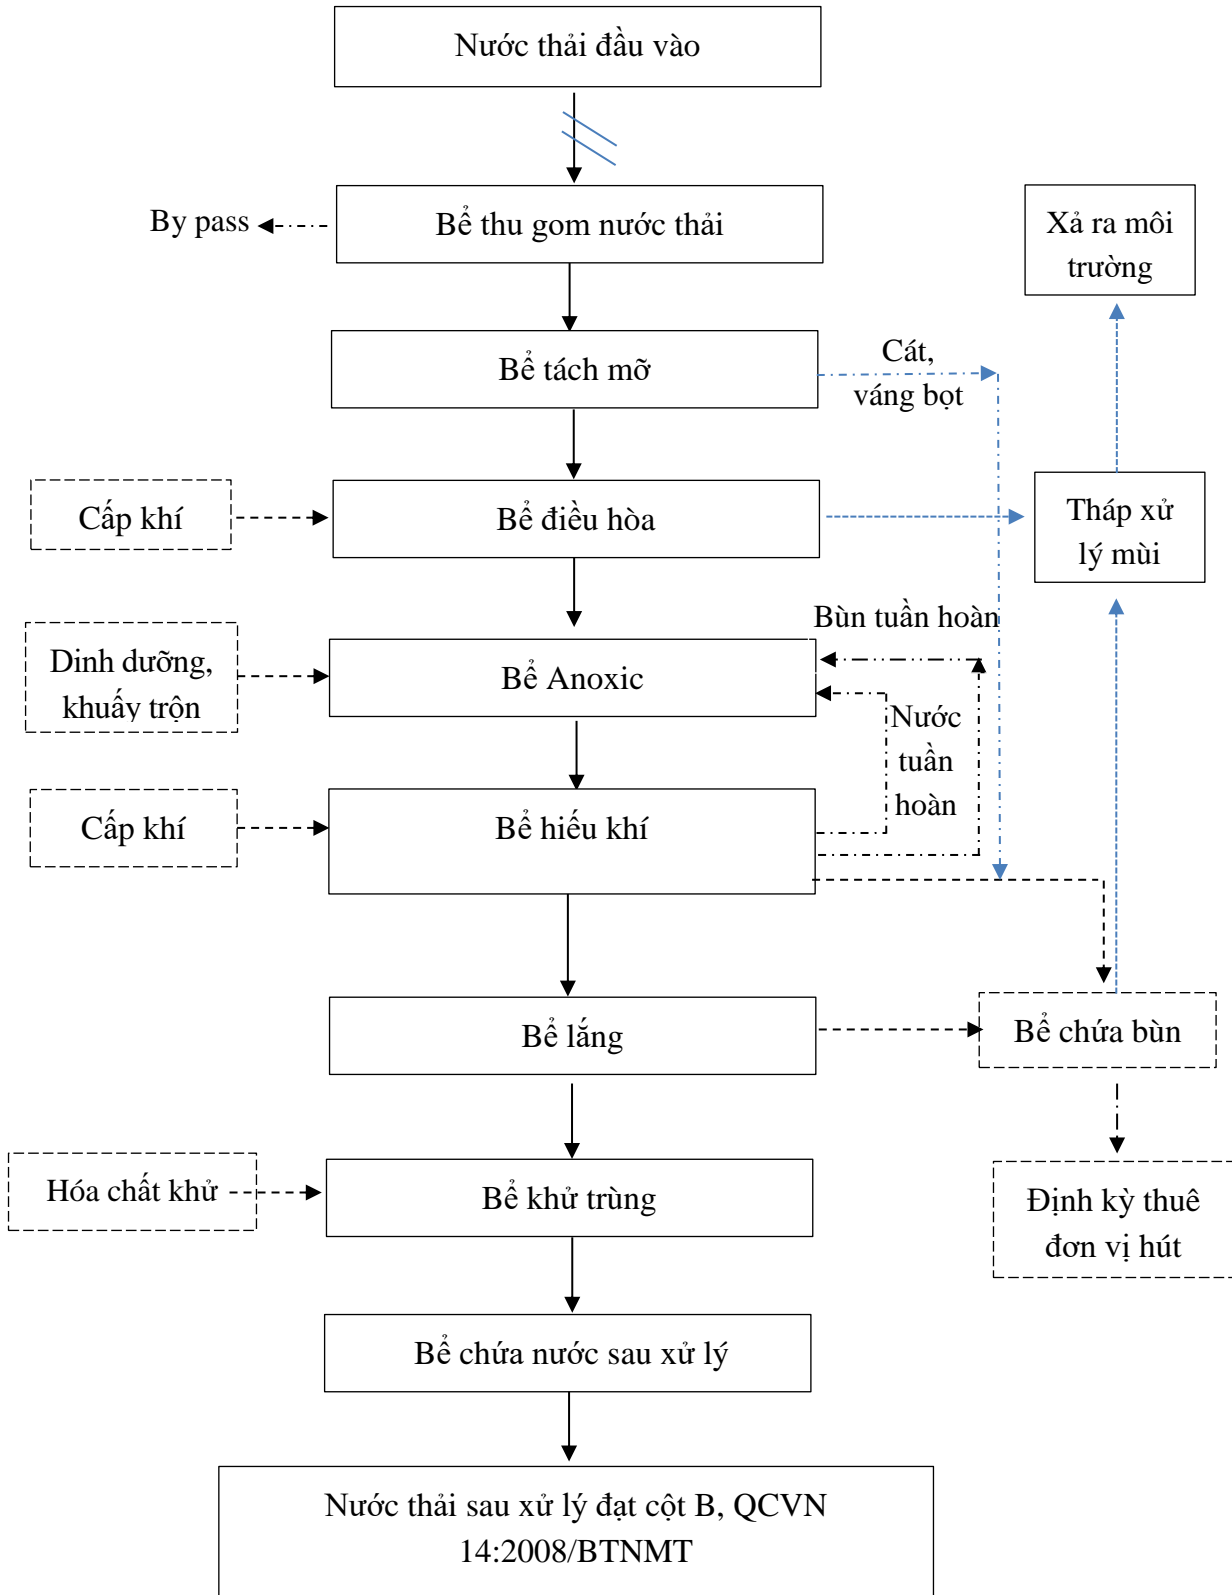 Nước thải đầu vào
By pass
Bể thu gom nước thải
Xả ra môi
trường
Bể tách mỡ
Cát,
váng bọt
Cấp khí
Bể điều hòa
Tháp xử
lý mùi
Bùn tuần hoàn
Dinh dưỡng,
khuấy trộn
Bể Anoxic
Nước
tuần
hoàn
Cấp khí
Bể hiếu khí
Bể lắng
Bể chứa bùn
Hóa chất khử
Bể khử trùng
Định kỳ thuê
đơn vị hút
Bể chứa nước sau xử lý
Nước thải sau xử lý đạt cột B, QCVN
14:2008/BTNMT